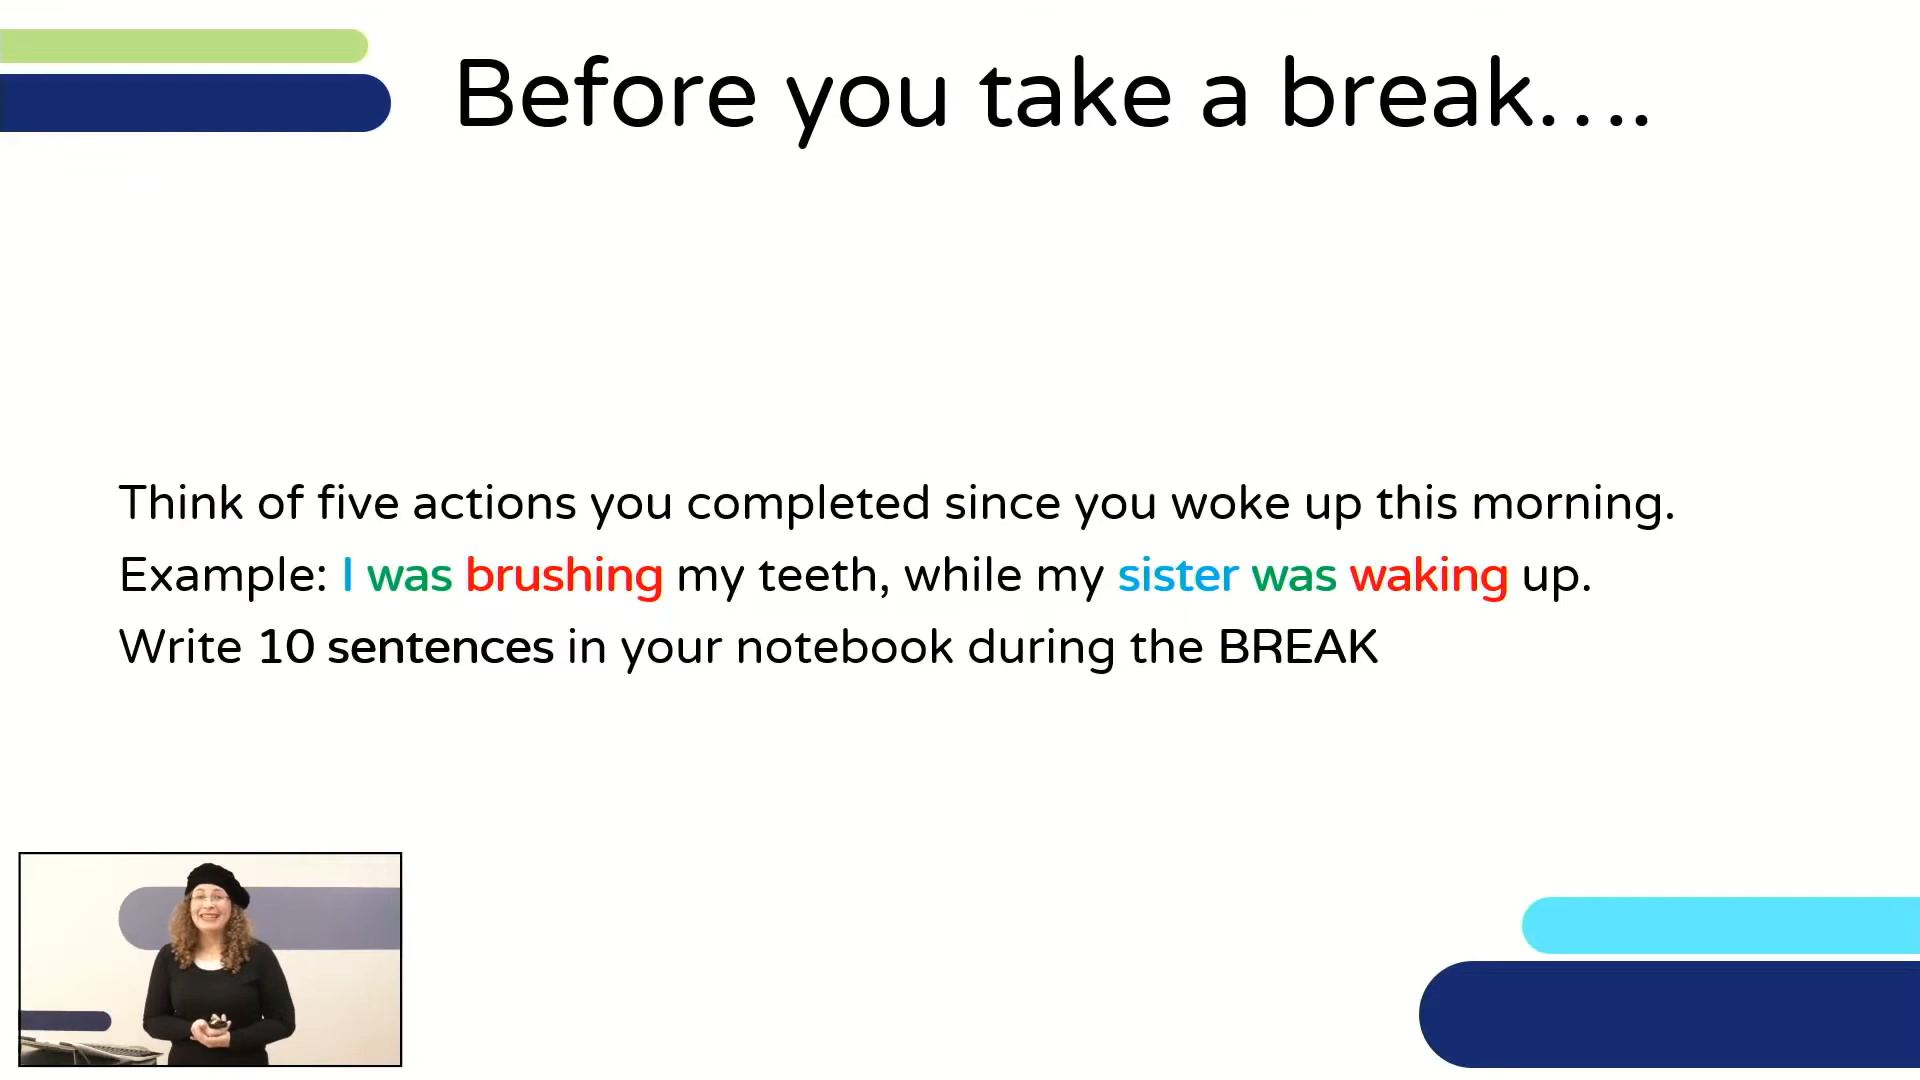 Before you take a break....
Think of five actions you completed since you woke up this morning.
Example: I was brushing my teeth, while my sister was waking up.
Write 10 sentences in your notebook during the BREAK